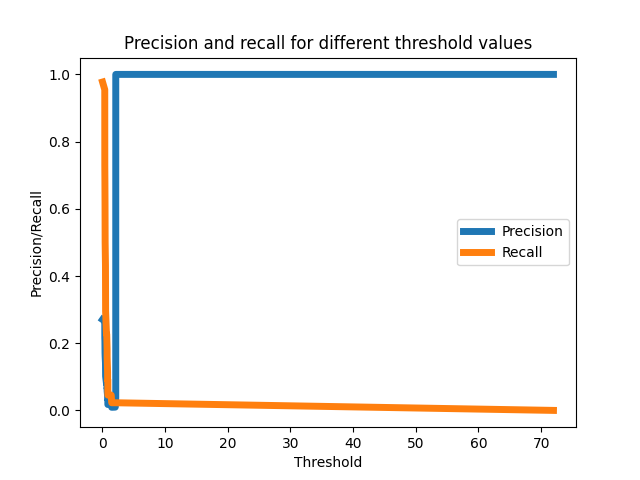 Precision and recall for different threshold values
1.0
0.8
0.6
0.4
0.2
0.0
Precision/Recall
Precision
Recall
0 10 20 30 40 50 60 70
Threshold